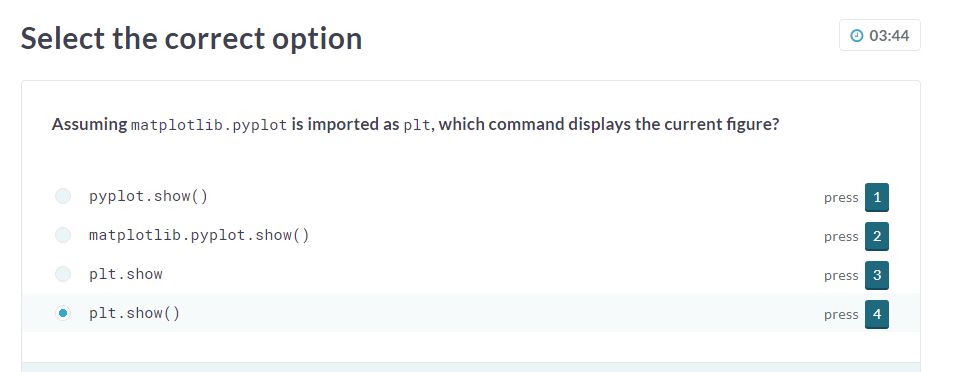 Select the correct option
03:44
Assuming matplotlib.pyplot is imported as plt, which command displays the current figure?
pyplot.show() press 1
matplotlib.pyplot.show() press 2
plt.show press 3
plt.show() press 4